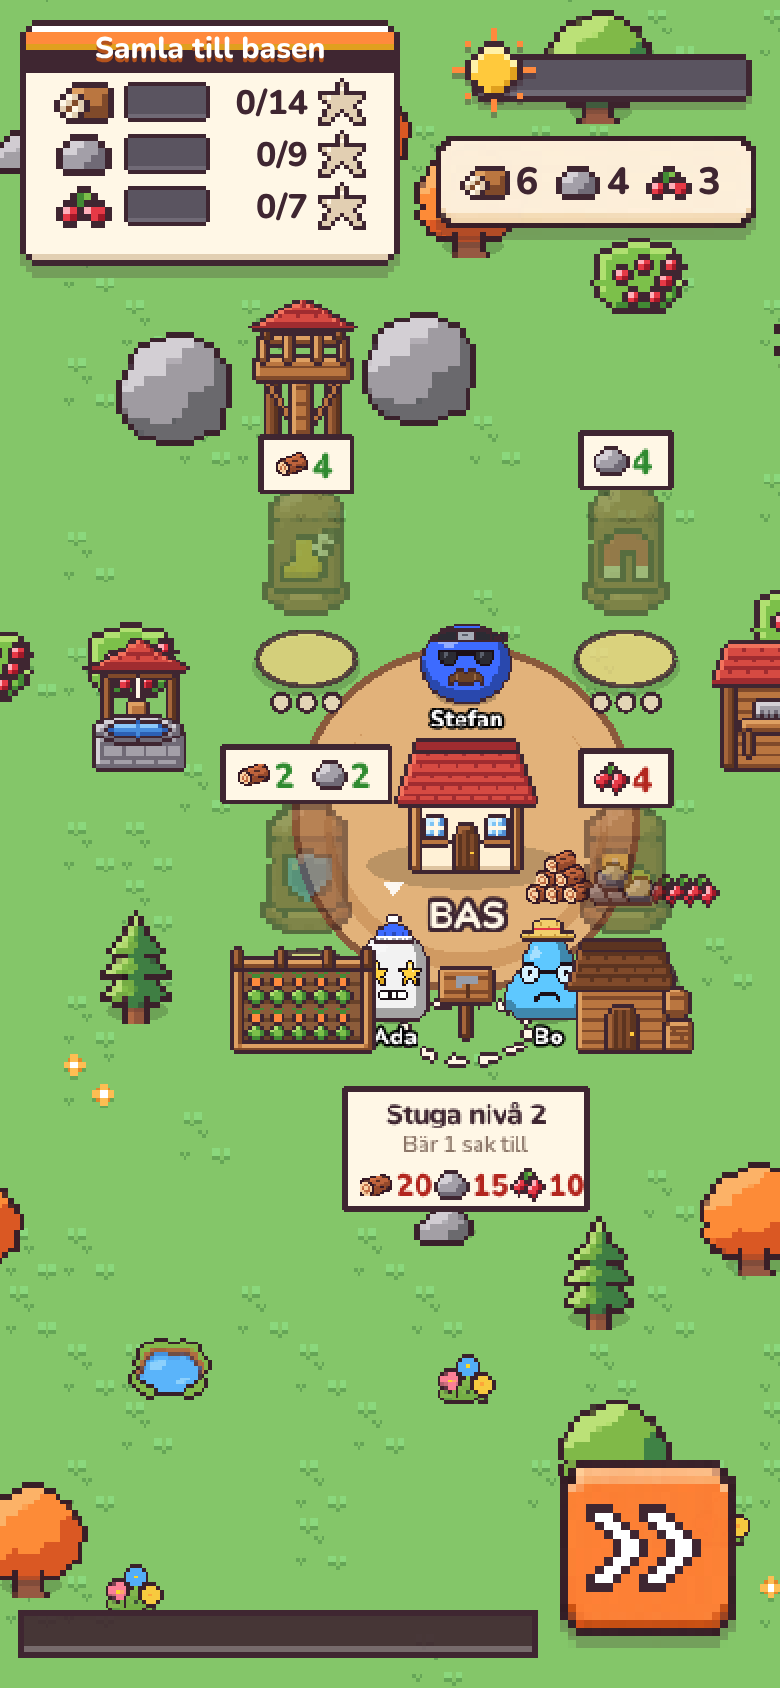 Samla till basen
0/14
0/9
0/7
6 4 3
4
4
Stefan
2 2
4
BAS
Ada
Bo
Stuga nivå 2
Bär 1 sak till
20 15 10